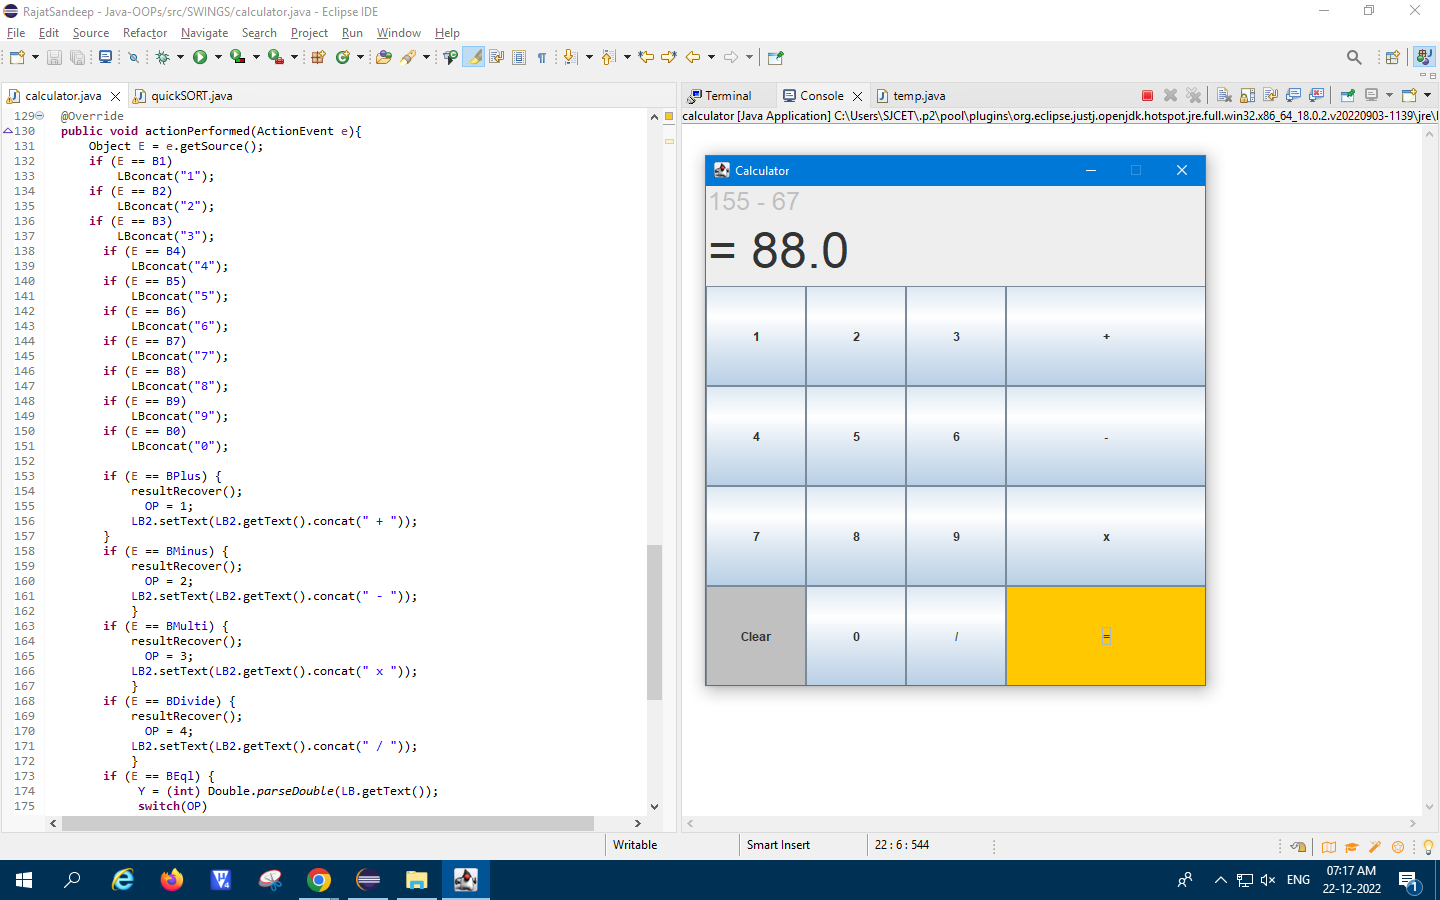 RajatSandeep - Java-OOPs/src/SWINGS/calculator.java - Eclipse IDE
File Edit Source Refactor Navigate Search Project Run Window Help
calculator.java quickSORT.java
129 @Override
130 public void actionPerformed(ActionEvent e){
131 Object E = e.getSource();
132 if (E == B1)
133 LBconcat("1");
134 if (E == B2)
135 LBconcat("2");
136 if (E == B3)
137 LBconcat("3");
138 if (E == B4)
139 LBconcat("4");
140 if (E == B5)
141 LBconcat("5");
142 if (E == B6)
143 LBconcat("6");
144 if (E == B7)
145 LBconcat("7");
146 if (E == B8)
147 LBconcat("8");
148 if (E == B9)
149 LBconcat("9");
150 if (E == B0)
151 LBconcat("0");
152
153 if (E == BPlus) {
154 resultRecover();
155 OP = 1;
156 LB2.setText(LB2.getText().concat(" + "));
157 }
158 if (E == BMinus) {
159 resultRecover();
160 OP = 2;
161 LB2.setText(LB2.getText().concat(" - "));
162 }
163 if (E == BMulti) {
164 resultRecover();
165 OP = 3;
166 LB2.setText(LB2.getText().concat(" x "));
167 }
168 if (E == BDivide) {
169 resultRecover();
170 OP = 4;
171 LB2.setText(LB2.getText().concat(" / "));
172 }
173 if (E == BEql) {
174 Y = (int) Double.parseDouble(LB.getText());
175 switch(OP)
Terminal Console temp.java
calculator [Java Application] C:\Users\SJCET\.p2\pool\plugins\org.eclipse.justj.openjdk.hotspot.jre.full.win32.x86_64_18.0.2.v20220903-1139\jre\
Calculator
155 - 67
= 88.0
1 2 3 +
4 5 6 -
7 8 9 x
Clear 0 / =
Writable Smart Insert 22 : 6 : 544
ENG 07:17 AM
22-12-2022 1